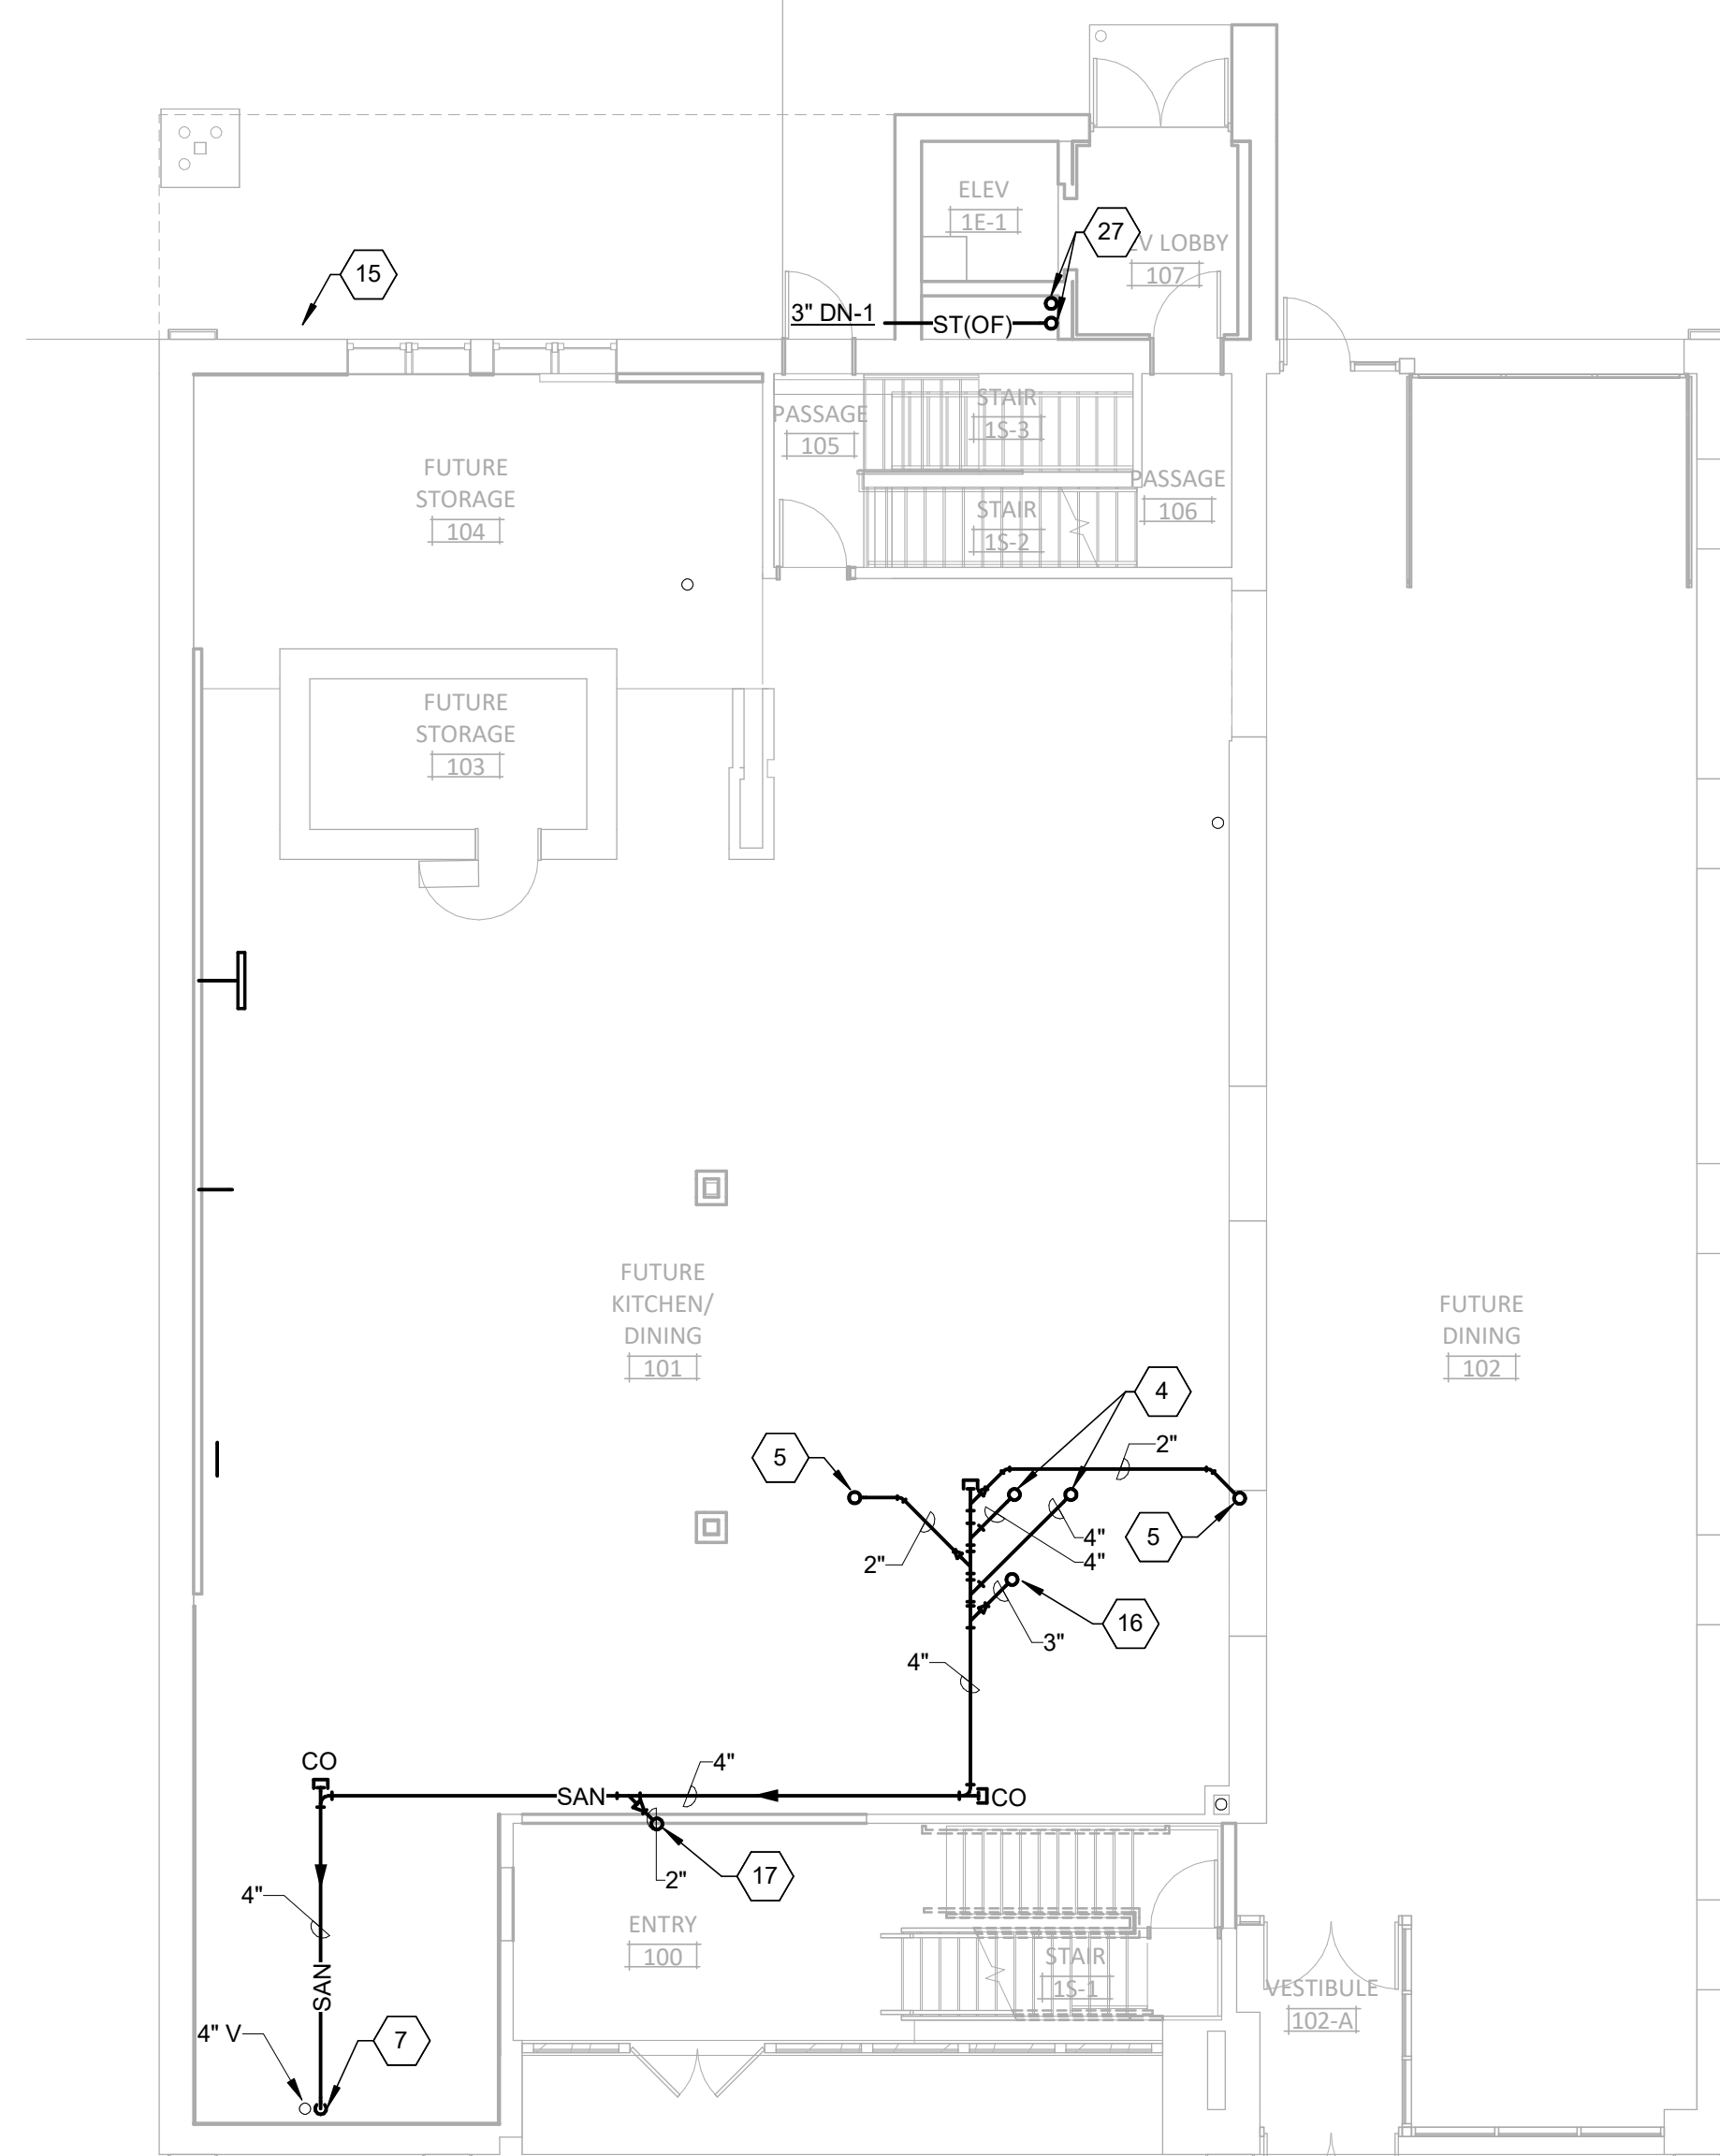 ELEV
1E-1
27
V LOBBY
107
15
3" DN-1
ST(OF)
STAIR
1S-3
PASSAGE
105
FUTURE
STORAGE
104
PASSAGE
106
STAIR
1S-2
FUTURE
STORAGE
103
FUTURE
KITCHEN/
DINING
101
FUTURE
DINING
102
4
5
2"
4"
5
2"
4"
16
3"
4"
CO
4"
SAN
CO
17
2"
4"
ENTRY
100
STAIR
1S-1
SAN
VESTIBULE
102-A
4" V
7